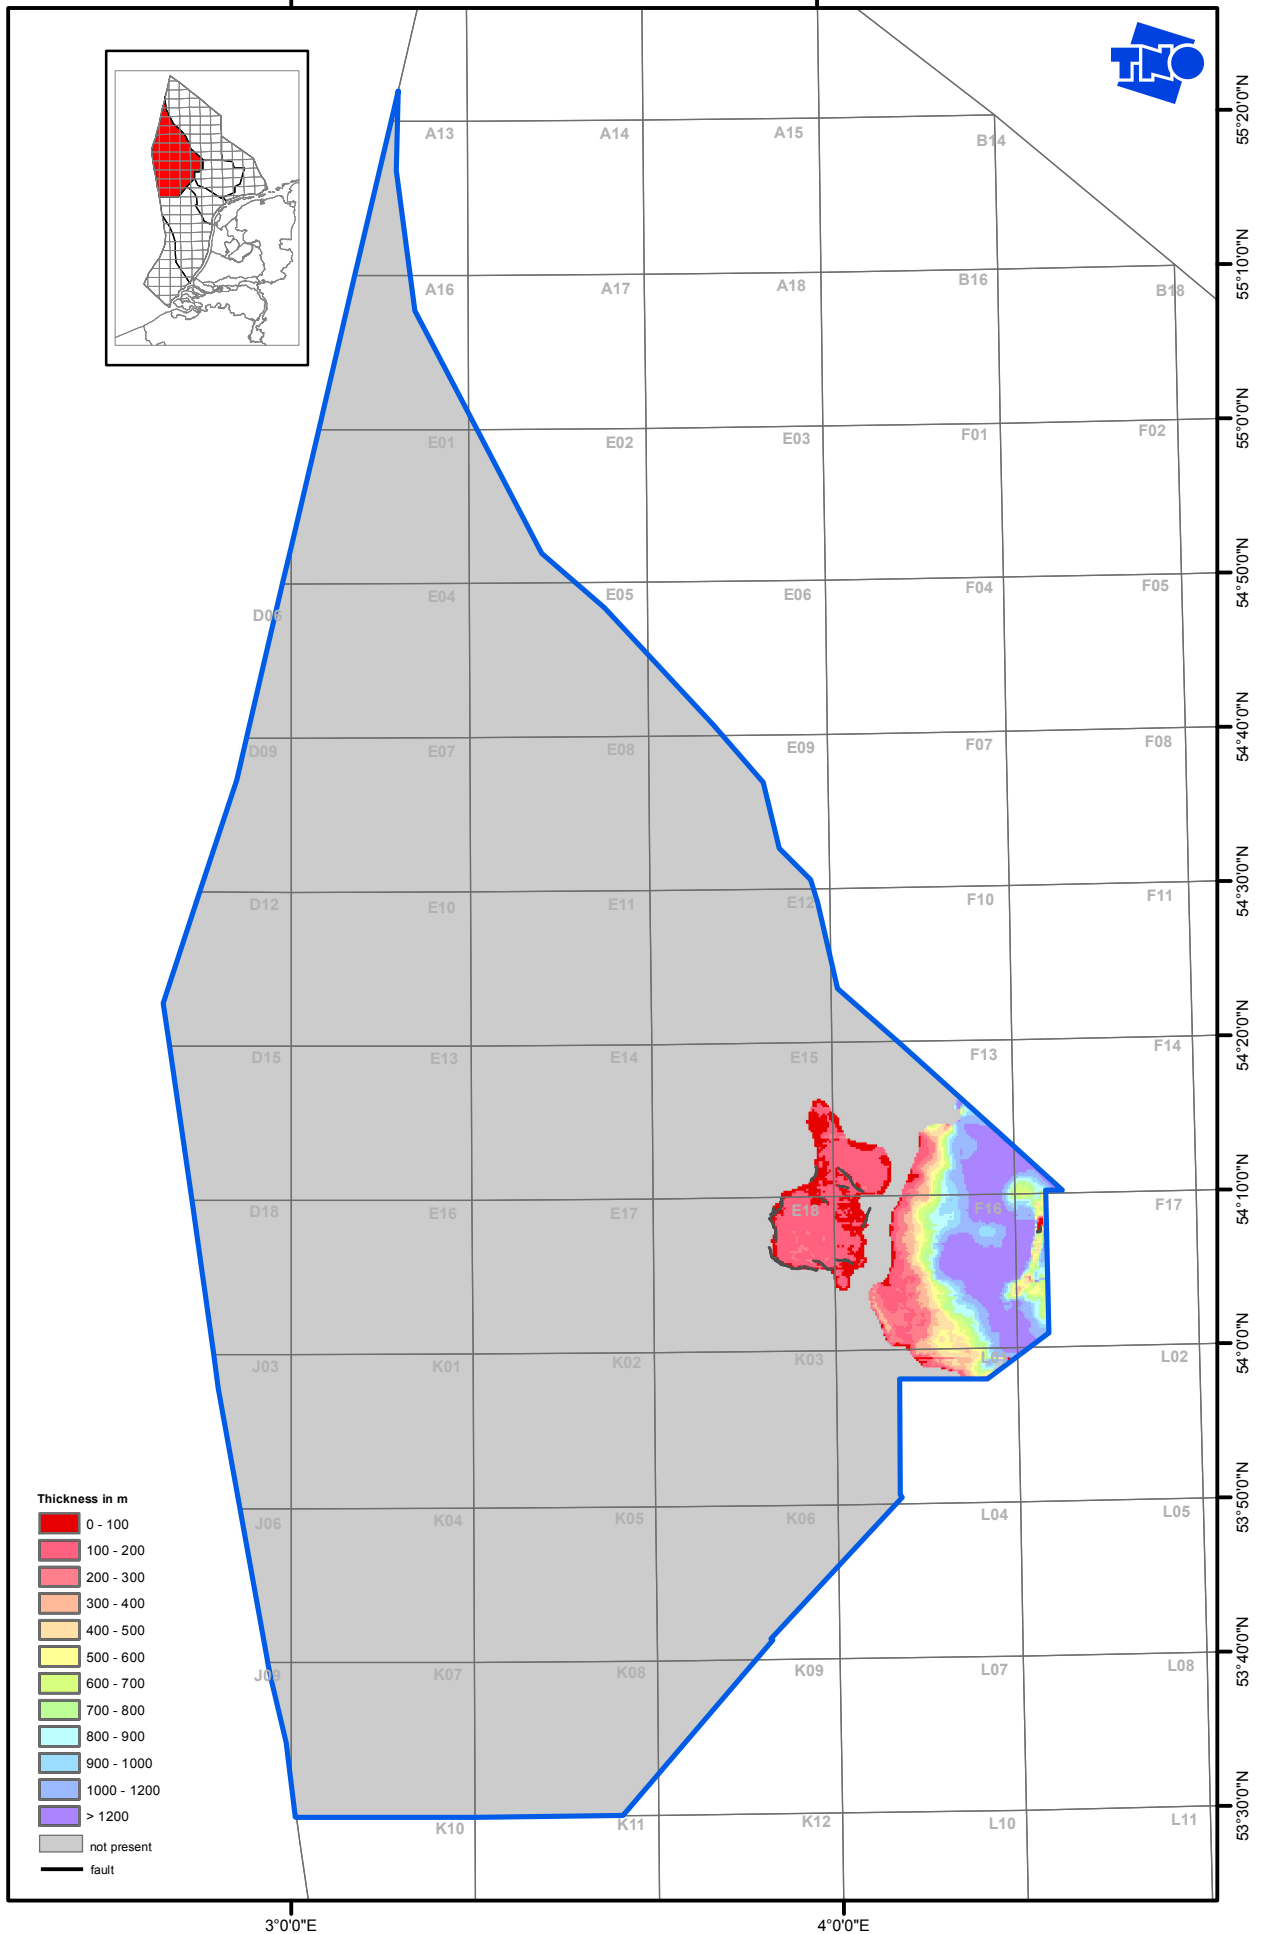 TNO
A13 A14 A15 B14
A16 A17 A18 B16 B18
E01 E02 E03 F01 F02
D06 E04 E05 E06 F04 F05
D09 E07 E08 E09 F07 F08
D12 E10 E11 E12 F10 F11
D15 E13 E14 E15 F13 F14
D18 E16 E17 E18 F16 F17
J03 K01 K02 K03 L02
J06 K04 K05 K06 L04 L05
J09 K07 K08 K09 L07 L08
K10 K11 K12 L10 L11
55°20'0"N
55°10'0"N
55°0'0"N
54°50'0"N
54°40'0"N
54°30'0"N
54°20'0"N
54°10'0"N
54°0'0"N
53°50'0"N
53°40'0"N
53°30'0"N
Thickness in m
0 - 100
100 - 200
200 - 300
300 - 400
400 - 500
500 - 600
600 - 700
700 - 800
800 - 900
900 - 1000
1000 - 1200
> 1200
not present
fault
3°0'0"E 4°0'0"E